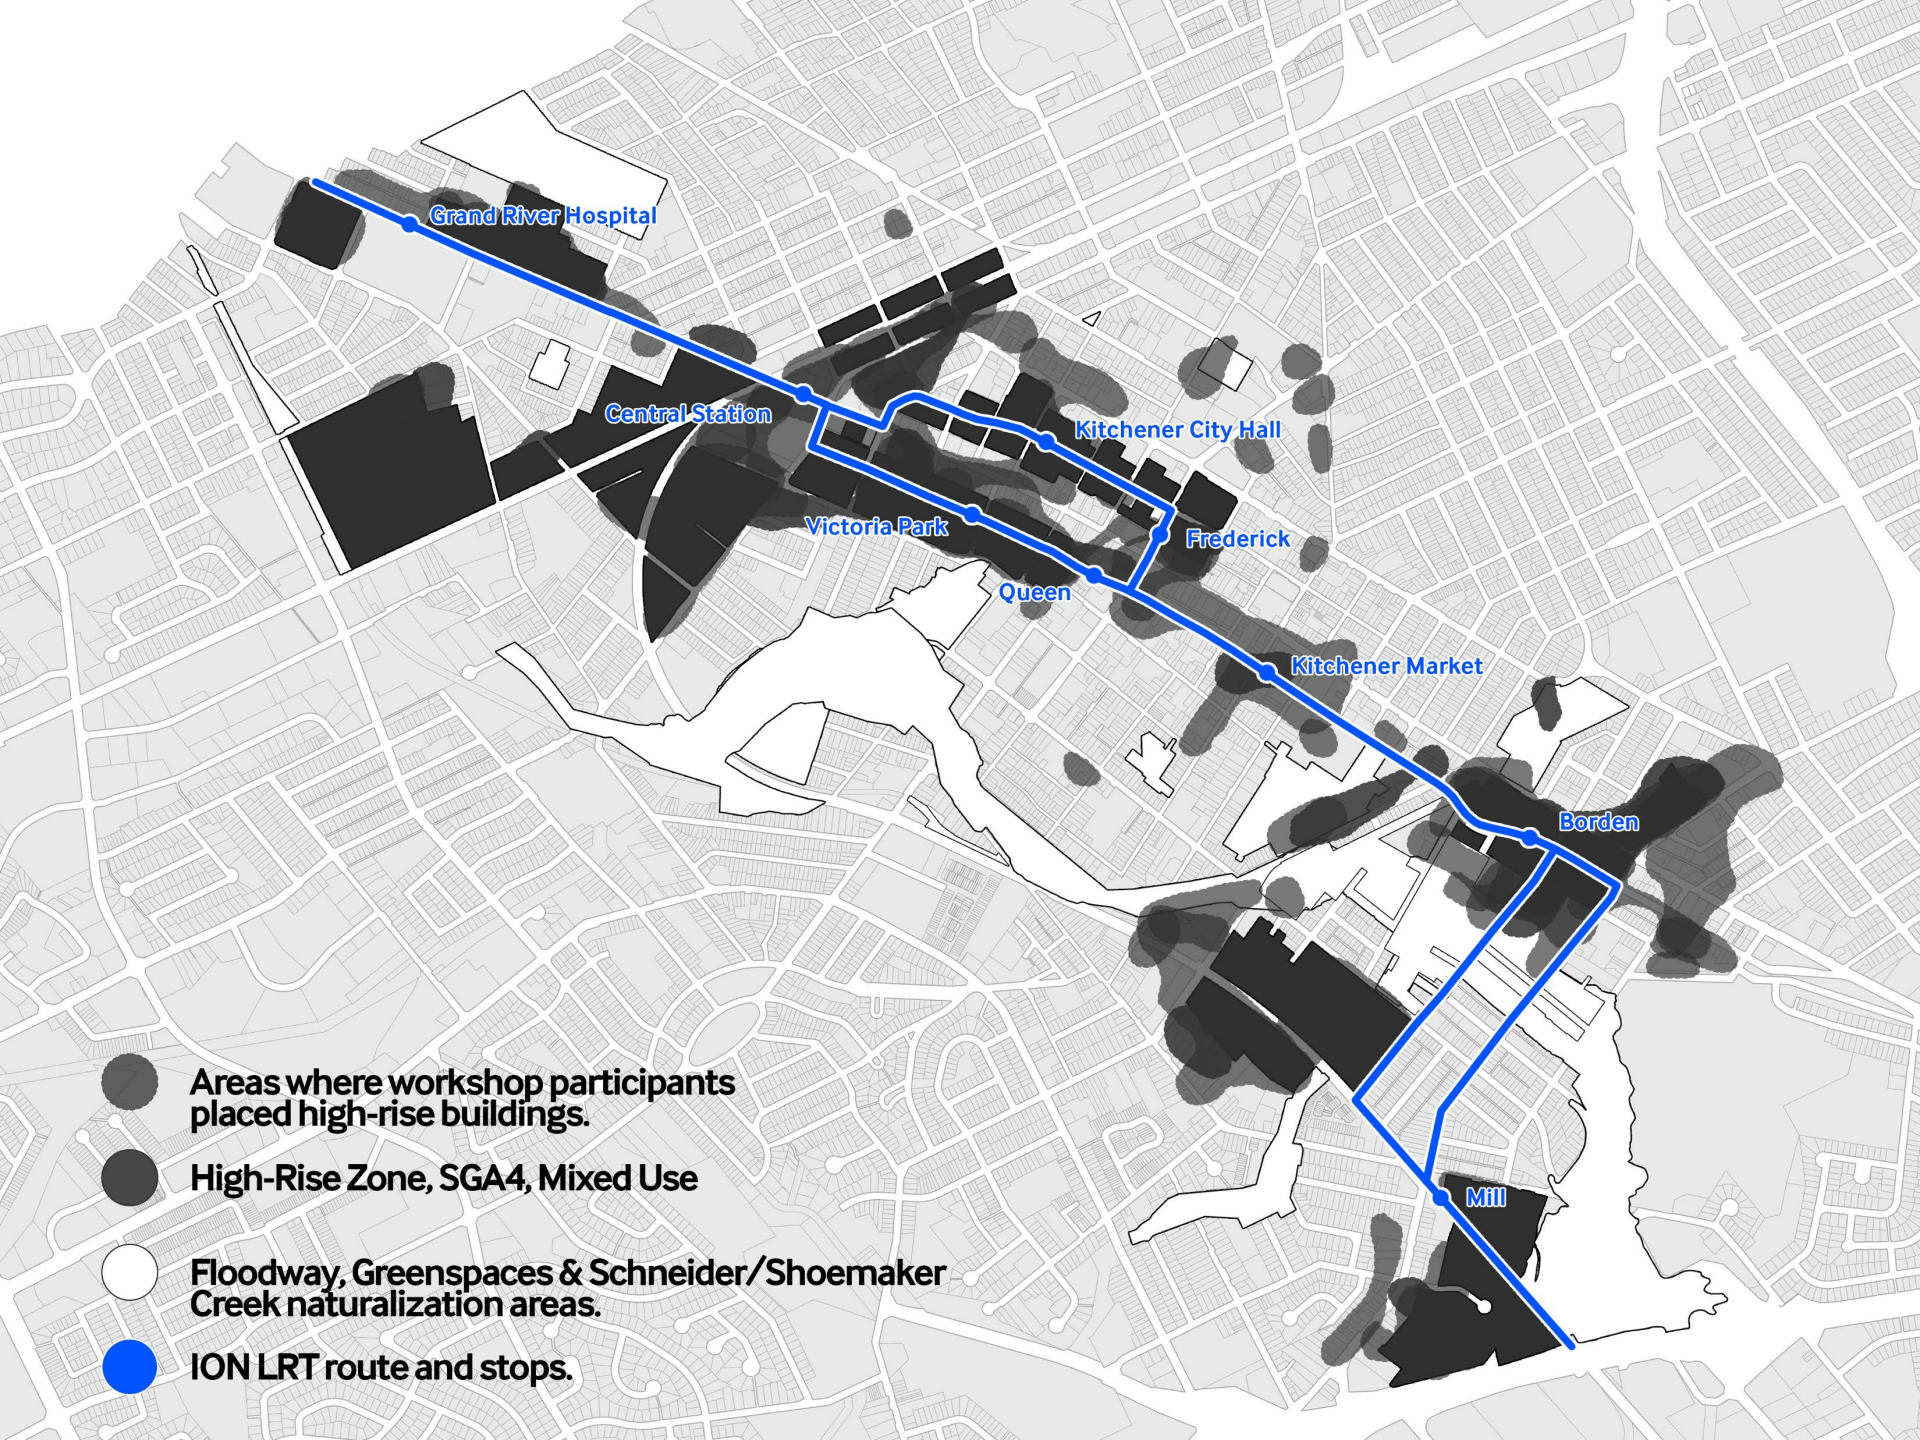 Grand River Hospital
Central Station
Kitchener City Hall
Victoria Park
Frederick
Queen
Kitchener Market
Borden
Mill
Areas where workshop participants
placed high-rise buildings.
High-Rise Zone, SGA4, Mixed Use
Floodway, Greenspaces & Schneider/Shoemaker
Creek naturalization areas.
ION LRT route and stops.